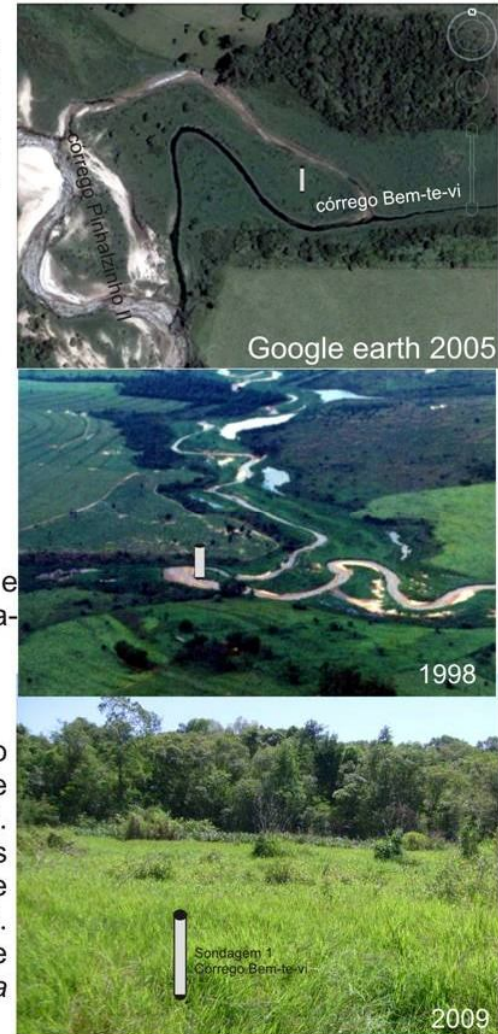 N
córrego Pinhalzinho II
córrego Bem-te-vi
Google earth 2005
e
a-
1998
o
e
.
s
e
.
e
a
Sondagem 1
Córrego Bem-te-vi
2009